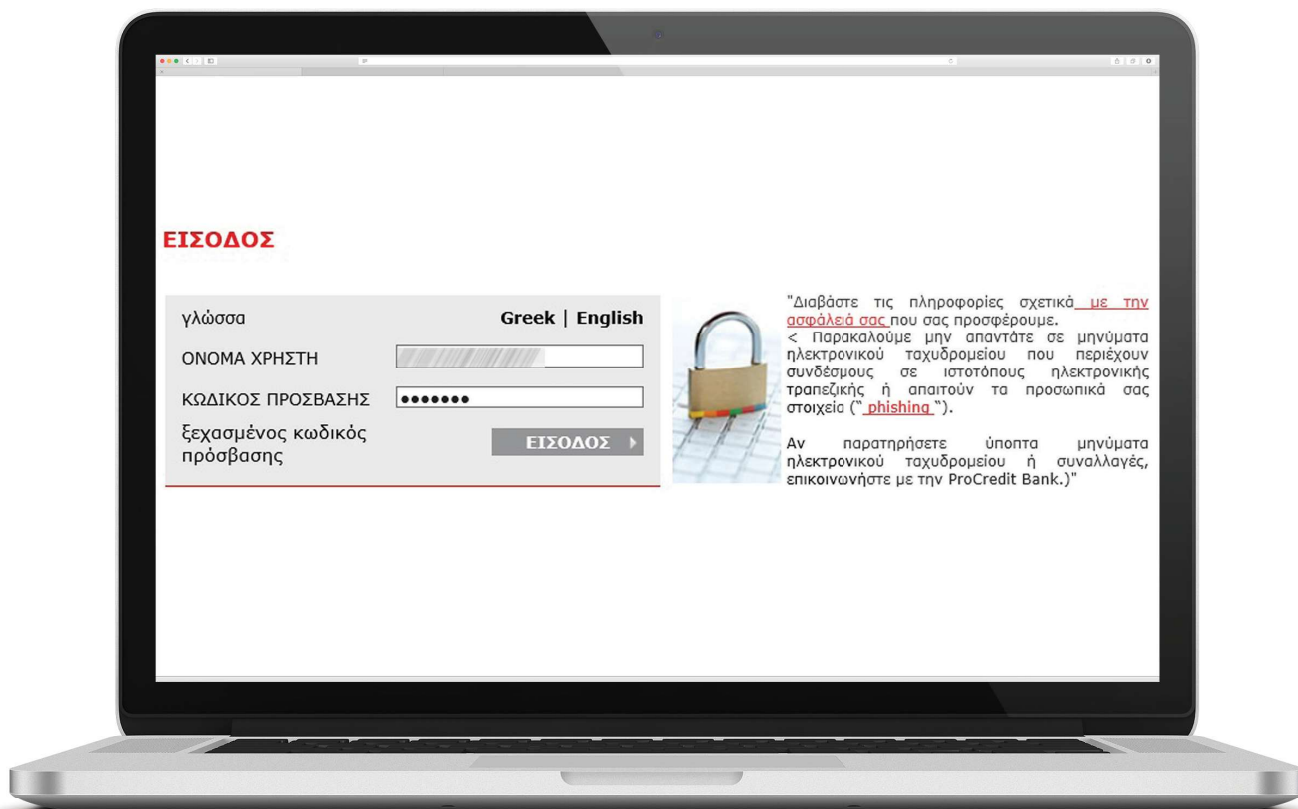 ΕΙΣΟΔΟΣ
γλώσσα
Greek | English
ΟΝΟΜΑ ΧΡΗΣΤΗ
ΚΩΔΙΚΟΣ ΠΡΟΣΒΑΣΗΣ
ξεχασμένος κωδικός
πρόσβασης
ΕΙΣΟΔΟΣ
"Διαβάστε τις πληροφορίες σχετικά με την
ασφάλειά σας που σας προσφέρουμε.
< Παρακαλούμε μην απαντάτε σε μηνύματα
ηλεκτρονικού ταχυδρομείου που περιέχουν
συνδέσμους σε ιστοτόπους ηλεκτρονικής
τραπεζικής ή απαιτούν τα προσωπικά σας
στοιχεία (" phishing ").
Αν παρατηρήσετε ύποπτα μηνύματα
ηλεκτρονικού ταχυδρομείου ή συναλλαγές,
επικοινωνήστε με την ProCredit Bank.)"